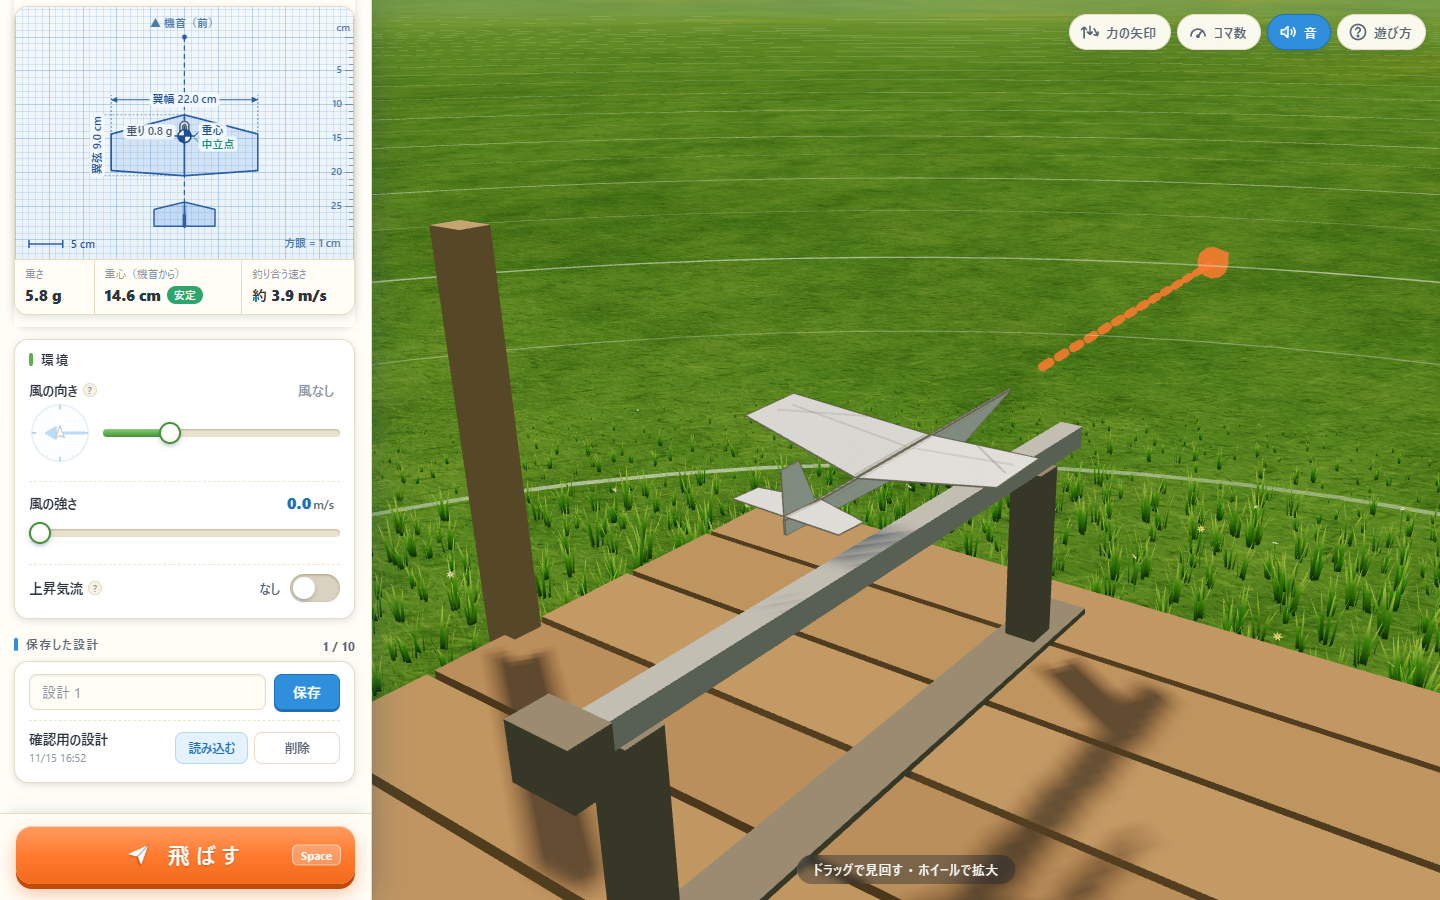 ▲ 機首（前）
cm
5
10
15
20
25
翼幅 22.0 cm
翼弦 9.0 cm
重り 0.8 g
重心
中立点
5 cm
方眼 = 1 cm
重さ
5.8 g
重心（機首から）
14.6 cm 安定
釣り合う速さ
約 3.9 m/s
環境
風の向き ?
風なし
風の強さ
0.0 m/s
上昇気流 ?
なし
保存した設計
1 / 10
設計 1
保存
確認用の設計
11/15 16:52
読み込む
削除
飛ばす
Space
力の矢印
コマ数
音
遊び方
ドラッグで見回す・ホイールで拡大